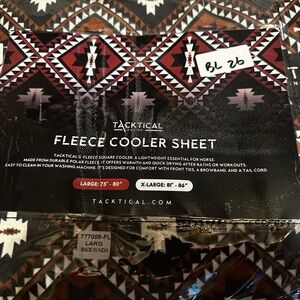 BL 26
TACKTICAL
FLEECE COOLER SHEET
TACKTICAL'S FLEECE SQUARE COOLER: A LIGHTWEIGHT ESSENTIAL FOR HORSE
MADE FROM DURABLE POLAR FLEECE, IT OFFERS WARMTH AND QUICK DRYING AFTER BATHS OR WORKOUTS.
EASY TO CLEAN IN YOUR WASHING MACHINE, IT'S DESIGNED FOR COMFORT WITH FRONT TIES, A BROWBAND, AND A TAIL CORD
LARGE: 75" - 80" X-LARGE: 81" - 86"
TACKTICAL.COM
777009-FL
LARG
MADE IN INDIA